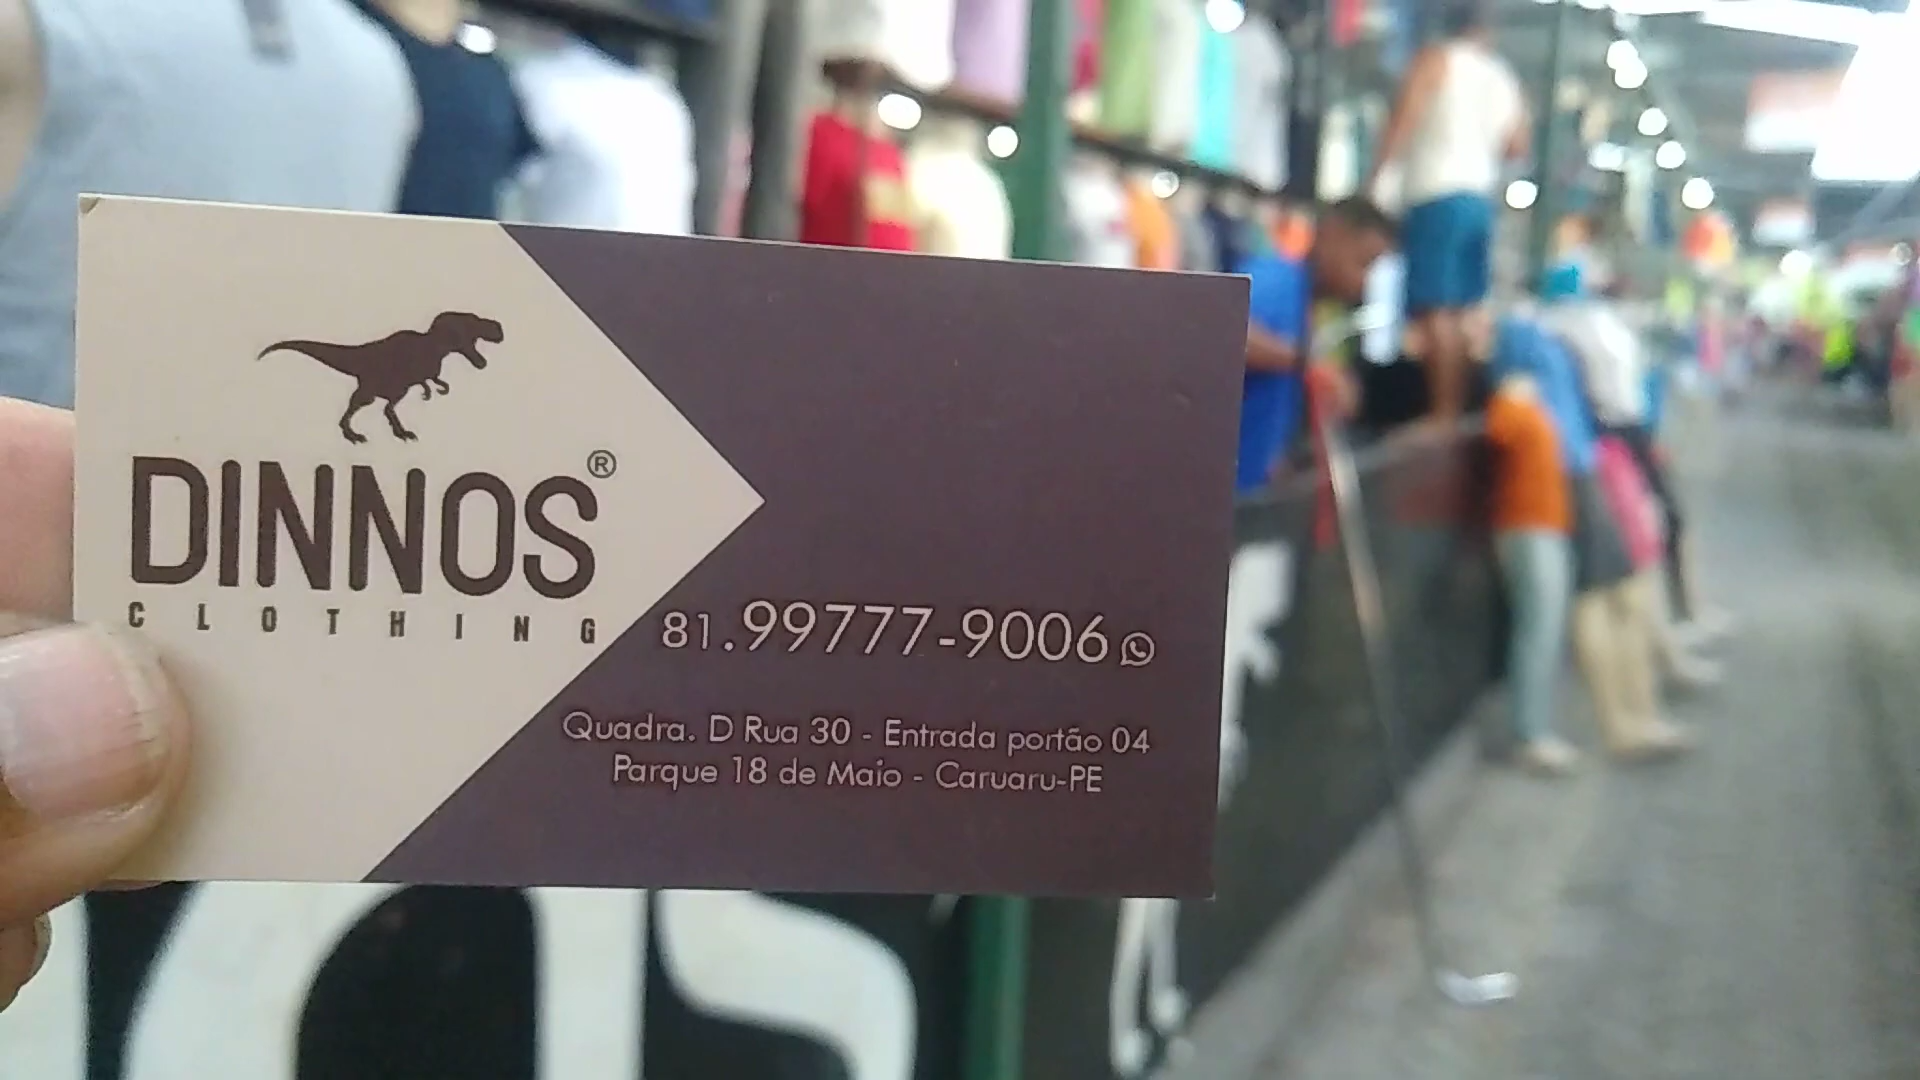 DINNOS®
CLOTHING
81.99777-9006
Quadra. D Rua 30 - Entrada portão 04
Parque 18 de Maio - Caruaru-PE